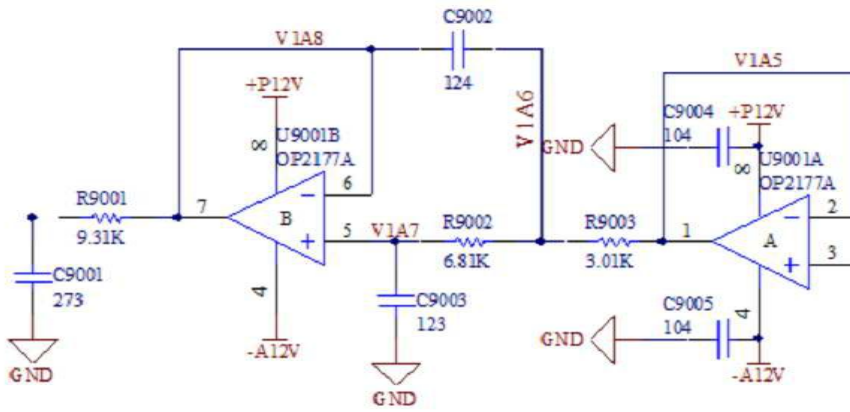 C9002
V1A8
V1A5
124
+P12V
C9004
+P12V
104
V1A6
U9001B
OP2177A
8
GND
U9001A
OP2177A
8
R9001
6
2
7
B
V1A7
R9002
R9003
1
A
9.31K
5
6.81K
3.01K
3
C9001
273
4
C9003
123
C9005
104
4
GND
-A12V
GND
-A12V
GND